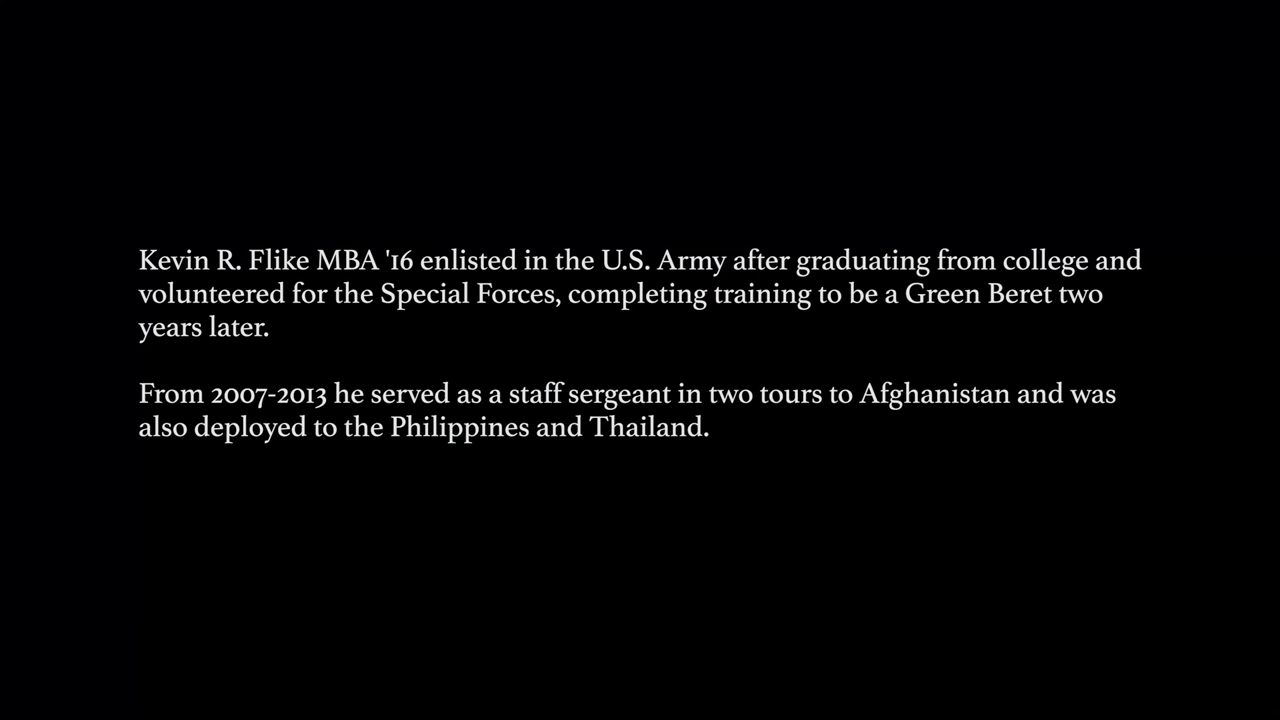 Kevin R. Flike MBA '16 enlisted in the U.S. Army after graduating from college and
volunteered for the Special Forces, completing training to be a Green Beret two
years later.
From 2007-2013 he served as a staff sergeant in two tours to Afghanistan and was
also deployed to the Philippines and Thailand.